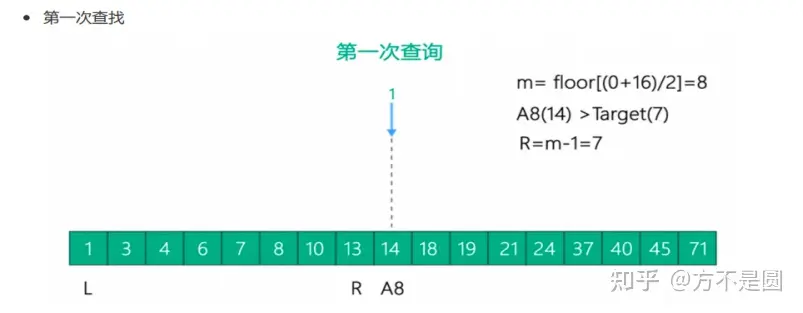 • 第一次查找
第一次查询
m= floor[(0+16)/2]=8
1
A8(14) >Target(7)
R=m-1=7
1 3 4 6 7 8 10 13 14 18 19 21 24 37 40 45 71
L R A8
知乎 @方不是圆